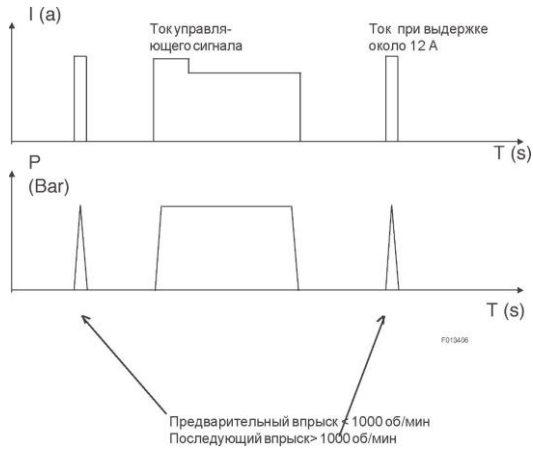 I (a)
Ток управля-
ющего сигнала
Ток при выдержке
около 12 А
T (s)
P
(Bar)
T (s)
F013406
Предварительный впрыск < 1000 об/мин
Последующий впрыск> 1000 об/мин